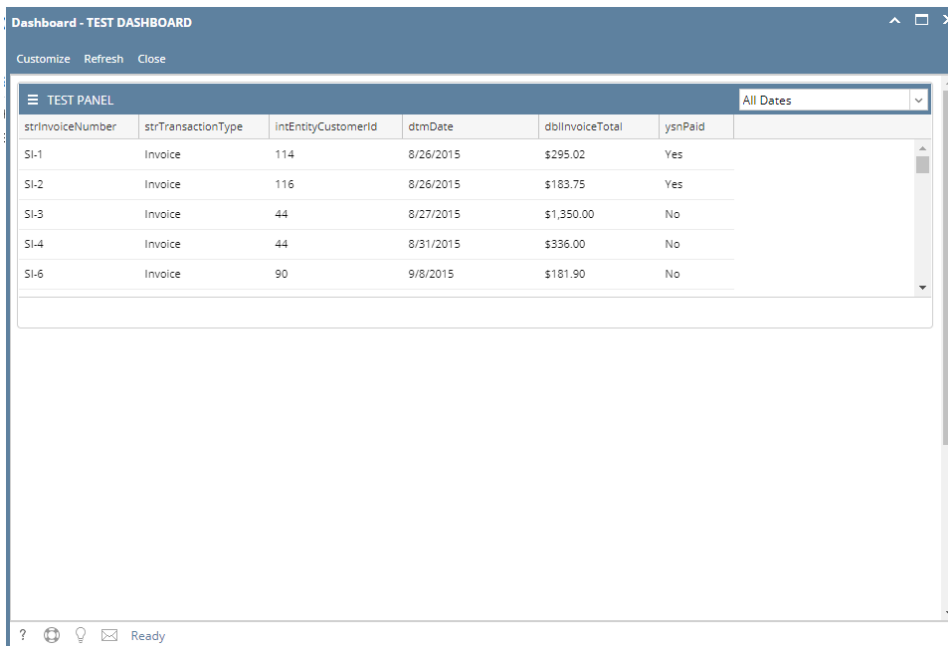 Dashboard - TEST DASHBOARD
Customize Refresh Close
TEST PANEL All Dates
strInvoiceNumber strTransactionType intEntityCustomerId dtmDate dblInvoiceTotal ysnPaid
SI-1 Invoice 114 8/26/2015 $295.02 Yes
SI-2 Invoice 116 8/26/2015 $183.75 Yes
SI-3 Invoice 44 8/27/2015 $1,350.00 No
SI-4 Invoice 44 8/31/2015 $336.00 No
SI-6 Invoice 90 9/8/2015 $181.90 No
? Ready